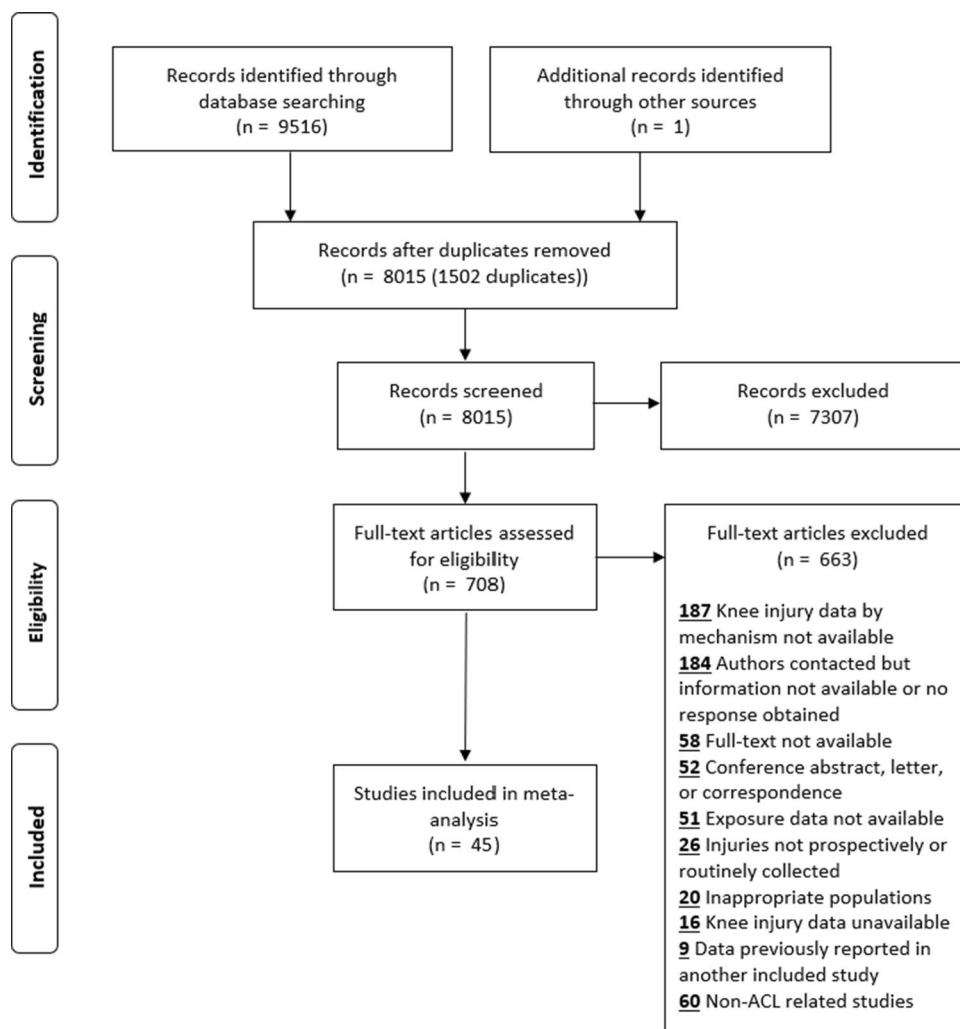 Identification
Records identified through
database searching
(n = 9516)
Additional records identified
through other sources
(n = 1)
Screening
Records after duplicates removed
(n = 8015 (1502 duplicates))
Records screened
(n = 8015)
Records excluded
(n = 7307)
Eligibility
Full-text articles assessed
for eligibility
(n = 708)
Full-text articles excluded
(n = 663)
187 Knee injury data by
mechanism not available
184 Authors contacted but
information not available or no
response obtained
58 Full-text not available
52 Conference abstract, letter,
or correspondence
51 Exposure data not available
26 Injuries not prospectively or
routinely collected
20 Inappropriate populations
16 Knee injury data unavailable
9 Data previously reported in
another included study
60 Non-ACL related studies
Included
Studies included in meta-
analysis
(n = 45)